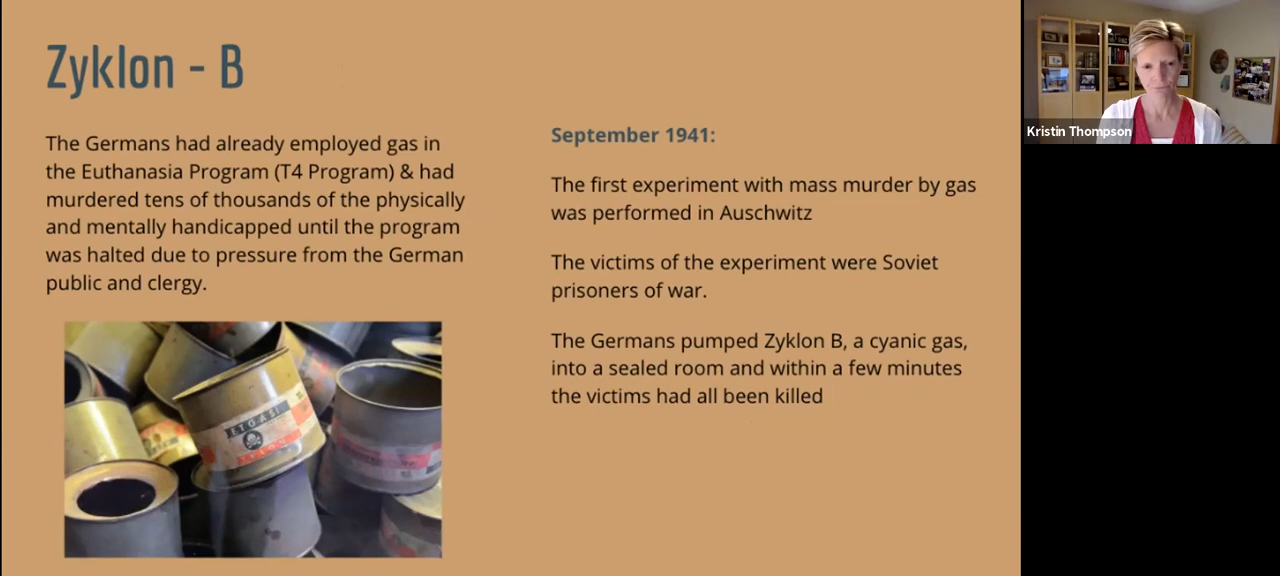 Zyklon - B
The Germans had already employed gas in
the Euthanasia Program (T4 Program) & had
murdered tens of thousands of the physically
and mentally handicapped until the program
was halted due to pressure from the German
public and clergy.
September 1941:
The first experiment with mass murder by gas
was performed in Auschwitz
The victims of the experiment were Soviet
prisoners of war.
The Germans pumped Zyklon B, a cyanic gas,
into a sealed room and within a few minutes
the victims had all been killed
Kristin Thompson